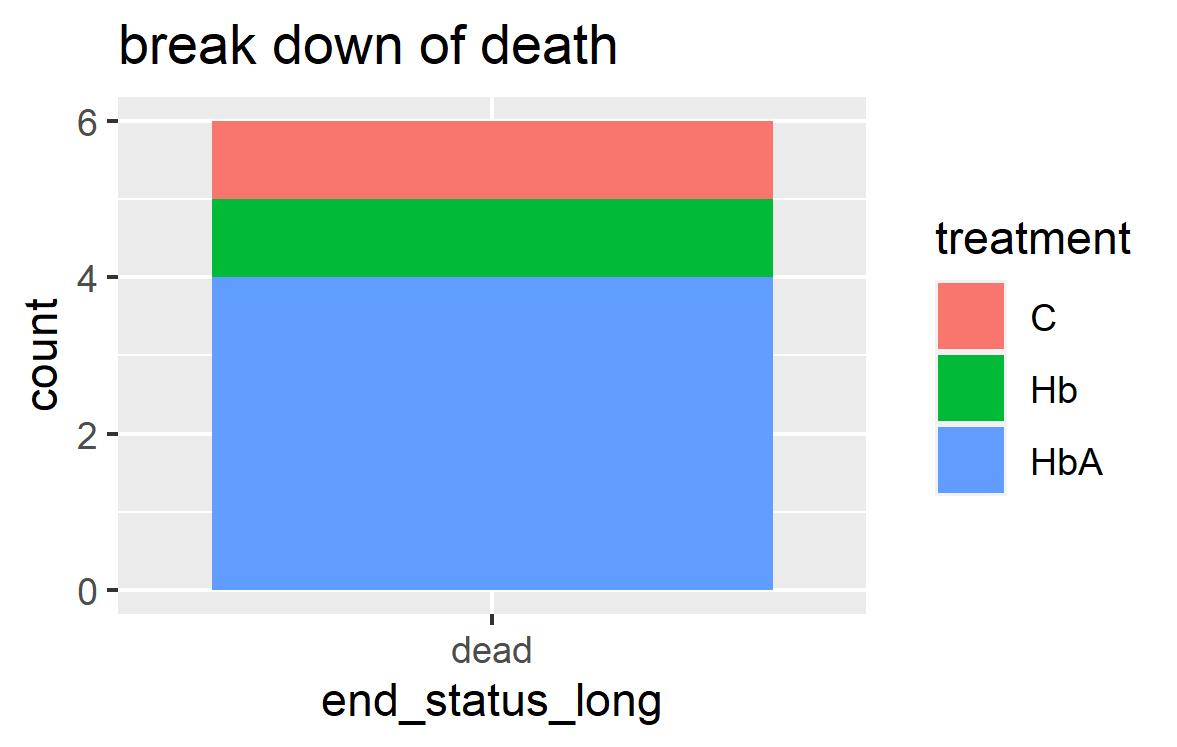 break down of death
6
4
2
0
count
dead
end_status_long
treatment
C
Hb
HbA